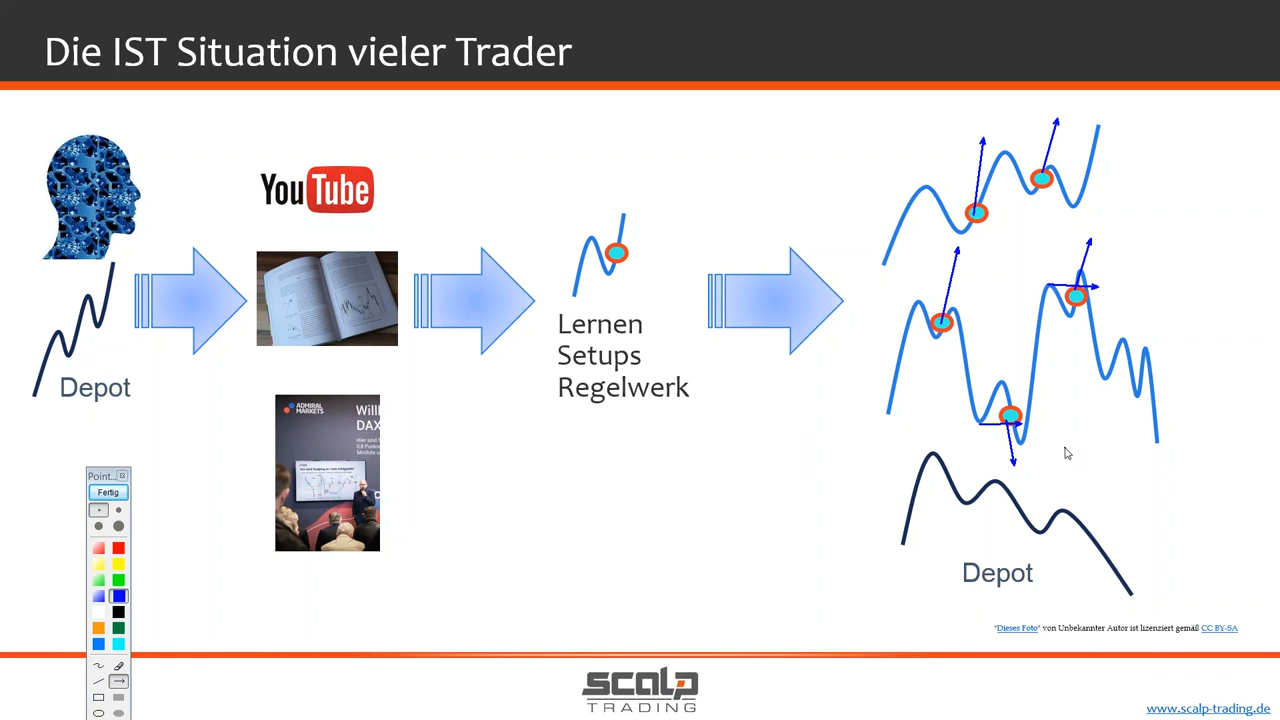 Die IST Situation vieler Trader
YouTube
Depot
ADMIRAL
MARKETS
Will
DAX
Lernen
Setups
Regelwerk
Depot
"Dieses Foto" von Unbekannter Autor ist lizenziert gemäß CC BY-SA
Point...
Fertig
SCALP
TRADING
www.scalp-trading.de